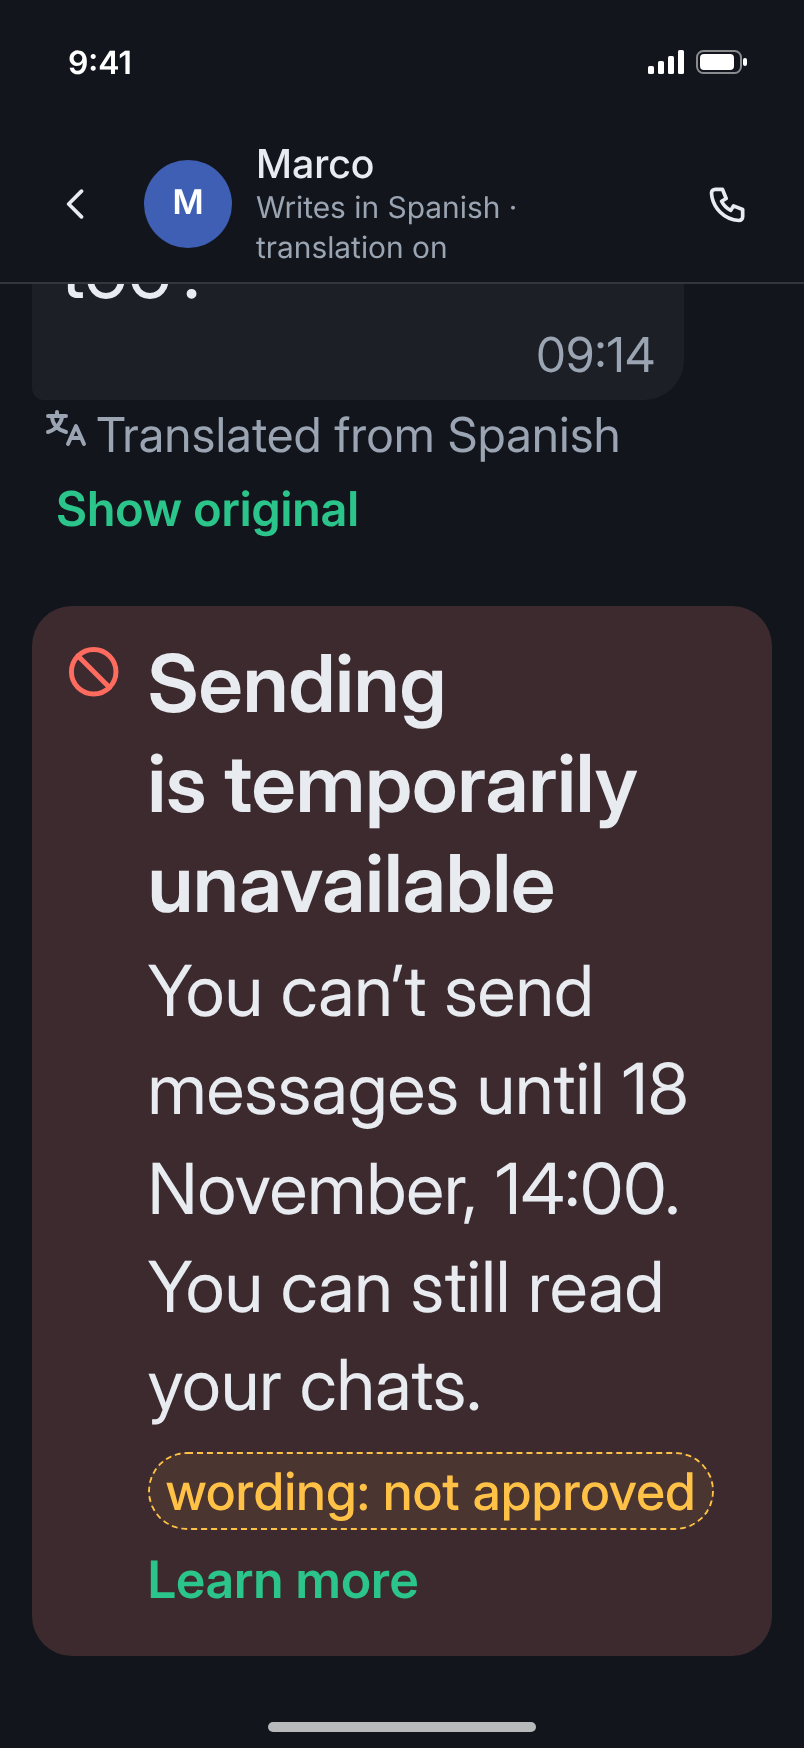 9:41
M
Marco
Writes in Spanish ·
translation on
09:14
Translated from Spanish
Show original
Sending
is temporarily
unavailable
You can’t send
messages until 18
November, 14:00.
You can still read
your chats.
wording: not approved
Learn more